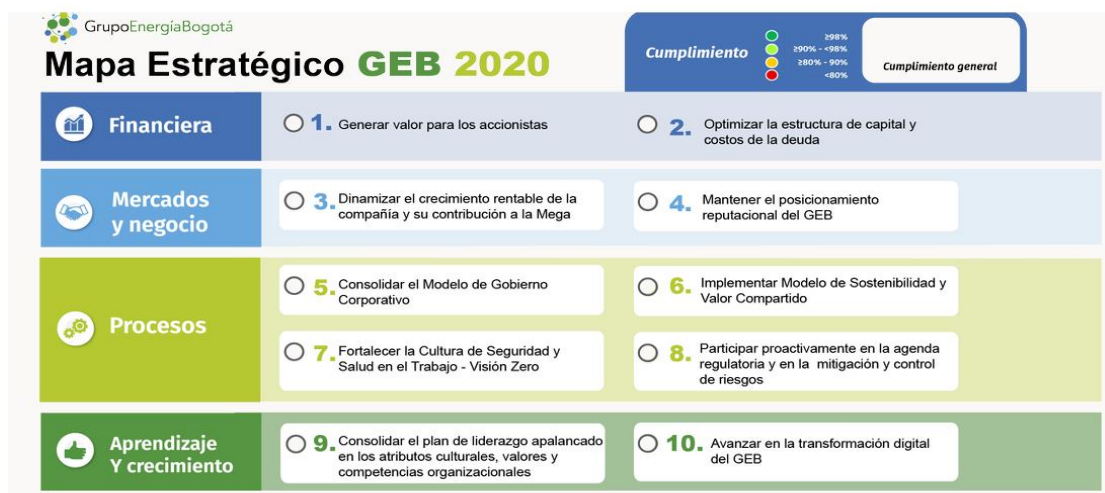 GrupoEnergíaBogotá
Mapa Estratégico GEB 2020
Cumplimiento
≥98%
≥90% - <98%
≥80% - 90%
<80%
Cumplimiento general
Financiera
1. Generar valor para los accionistas
2. Optimizar la estructura de capital y
costos de la deuda
Mercados
y negocio
3. Dinamizar el crecimiento rentable de la
compañía y su contribución a la Mega
4. Mantener el posicionamiento
reputacional del GEB
Procesos
5. Consolidar el Modelo de Gobierno
Corporativo
6. Implementar Modelo de Sostenibilidad y
Valor Compartido
7. Fortalecer la Cultura de Seguridad y
Salud en el Trabajo - Visión Zero
8. Participar proactivamente en la agenda
regulatoria y en la mitigación y control
de riesgos
Aprendizaje
Y crecimiento
9. Consolidar el plan de liderazgo apalancado
en los atributos culturales, valores y
competencias organizacionales
10. Avanzar en la transformación digital
del GEB